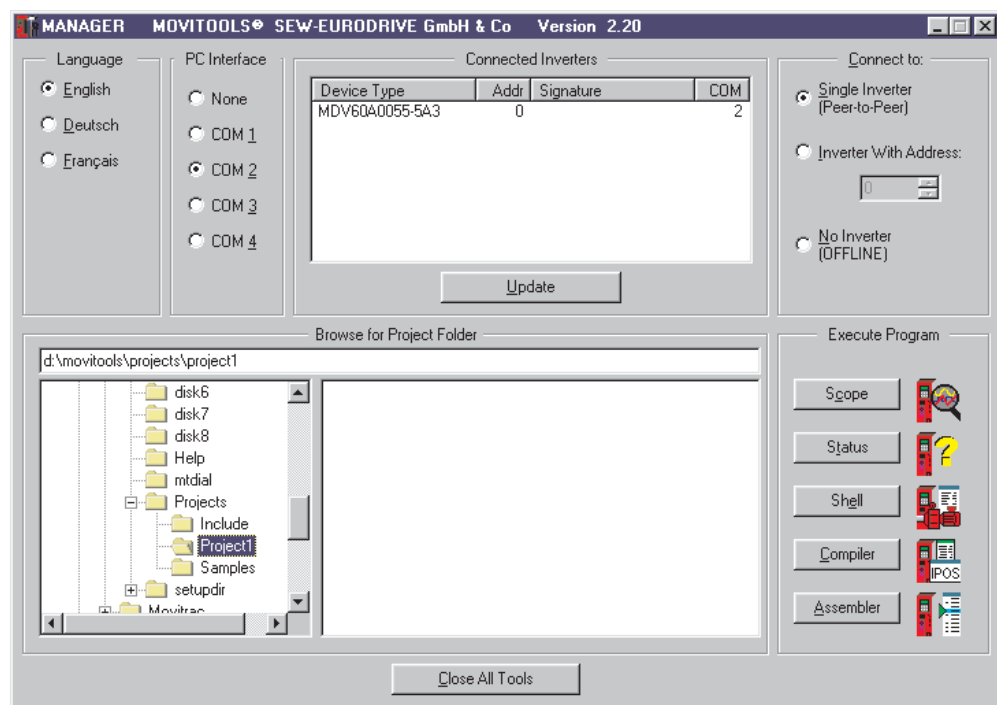 MANAGER MOVITOOLS® SEW-EURODRIVE GmbH & Co Version 2.20
Language
English
Deutsch
Français
PC Interface
None
COM 1
COM 2
COM 3
COM 4
Connected Inverters
Device Type Addr Signature COM
MDV60A0055-5A3 0 2
Update
Connect to:
Single Inverter
(Peer-to-Peer)
Inverter With Address:
0
No Inverter
(OFFLINE)
Browse for Project Folder
d:\movitools\projects\project1
disk6
disk7
disk8
Help
mtdial
Projects
Include
Project1
Samples
setupdir
Movitrac
Execute Program
Scope
Status
Shell
Compiler
IPOS
Assembler
Close All Tools